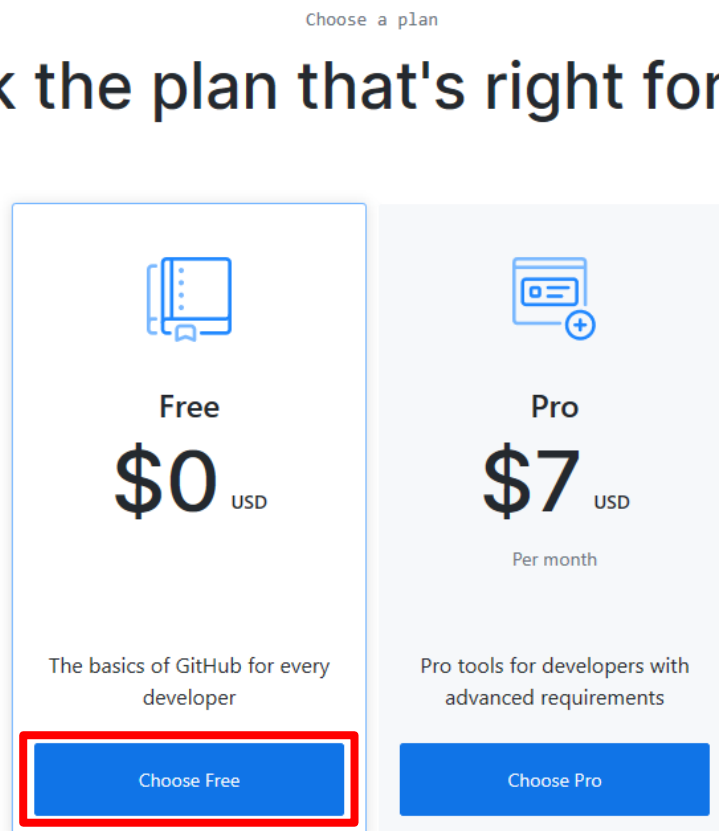 Choose a plan
k the plan that's right for
Free
$0 USD
The basics of GitHub for every
developer
Choose Free
Pro
$7 USD
Per month
Pro tools for developers with
advanced requirements
Choose Pro